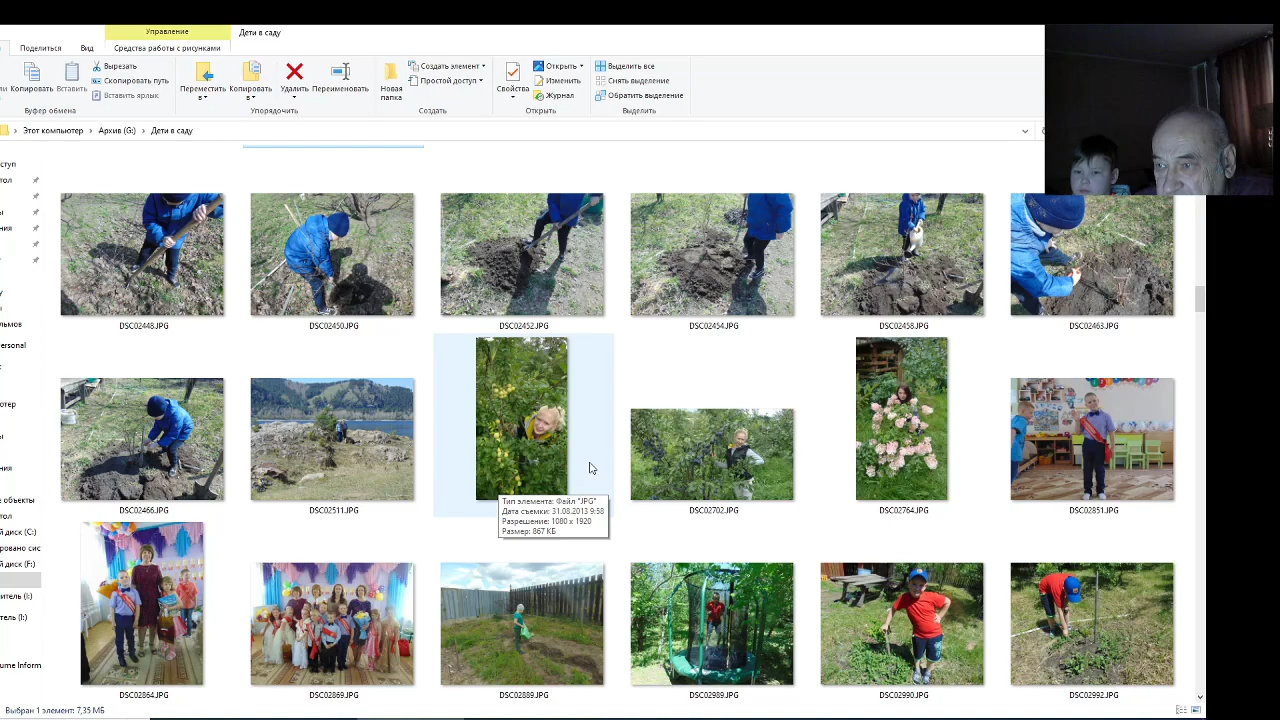 Управление
Дети в саду
Поделиться
Вид
Средства работы с рисунками
Копировать
Вставить
Вырезать
Скопировать путь
Вставить ярлык
Буфер обмена
Переместить в
Копировать в
Удалить
Переименовать
Упорядочить
Новая папка
Создать элемент
Простой доступ
Создать
Свойства
Открыть
Изменить
Журнал
Открыть
Выделить все
Снять выделение
Обратить выделение
Выделить
Этот компьютер
Архив (G:)
Дети в саду
DSC02448.JPG
DSC02450.JPG
DSC02452.JPG
DSC02454.JPG
DSC02458.JPG
DSC02463.JPG
DSC02466.JPG
DSC02511.JPG
Тип элемента: Файл "JPG"
Дата съемки: 31.08.2013 9:58
Разрешение: 1080 x 1920
Размер: 867 КБ
DSC02702.JPG
DSC02764.JPG
DSC02851.JPG
DSC02864.JPG
DSC02869.JPG
DSC02889.JPG
DSC02989.JPG
DSC02990.JPG
DSC02992.JPG
Выбран 1 элемент: 7,35 МБ